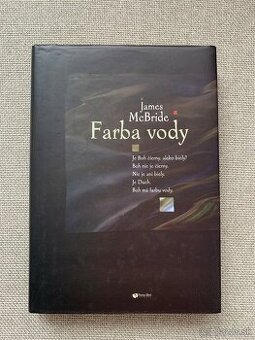 James
McBride
Farba vody
Je Boh čierny, alebo biely?
Boh nie je čierny.
Nie je ani biely.
Je Duch.
Boh má farbu vody.